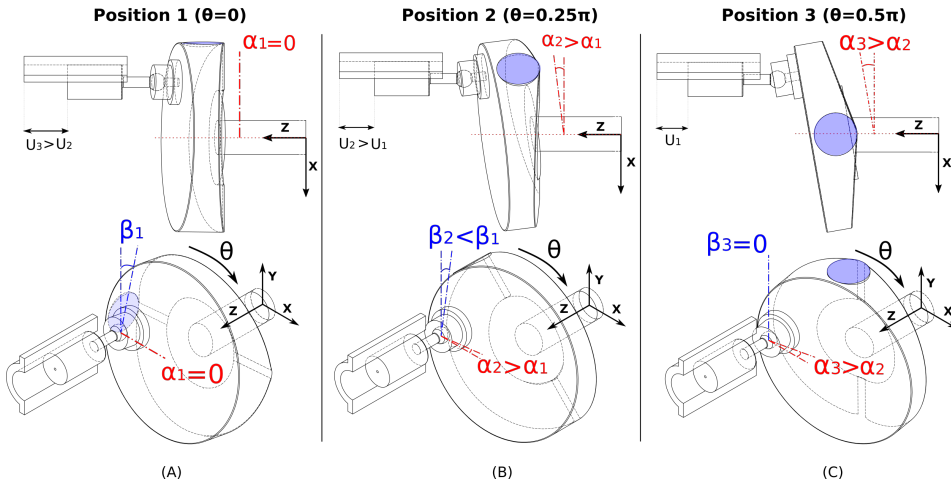 Position 1 (θ=0)
Position 2 (θ=0.25π)
Position 3 (θ=0.5π)
α1=0
Z
X
U3>U2
α2>α1
Z
X
U2>U1
α3>α2
Z
X
U1
β1
θ
Y
X
Z
α1=0
β2<β1
θ
Y
X
Z
α2>α1
β3=0
θ
Y
X
Z
α3>α2
(A)
(B)
(C)